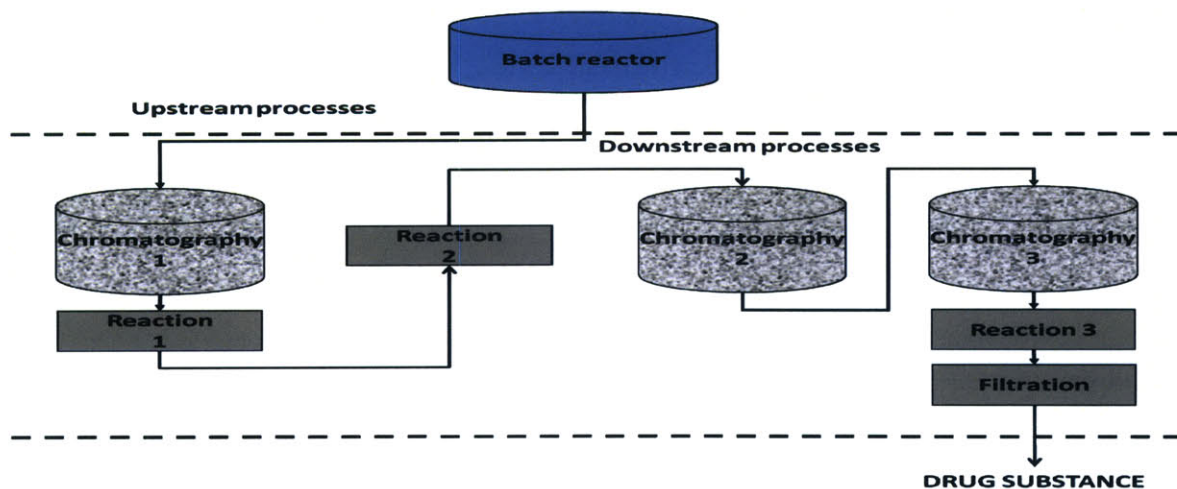 Batch reactor
Upstream processes
Downstream processes
Chromatography
1
Reaction
1
Reaction
2
Chromatography
2
Chromatography
3
Reaction 3
Filtration
DRUG SUBSTANCE